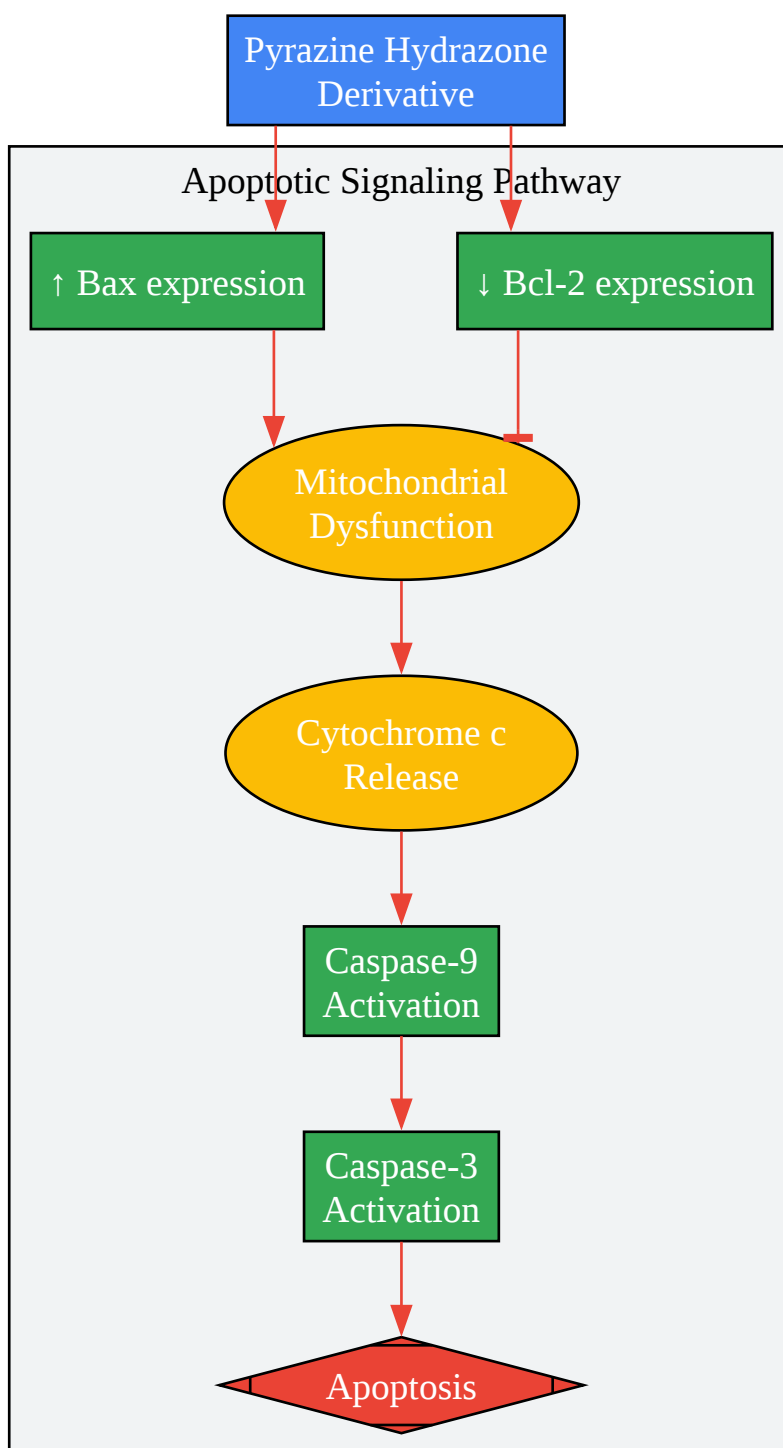 Pyrazine Hydrazone
Derivative
Apoptotic Signaling Pathway
↑ Bax expression
↓ Bcl-2 expression
Mitochondrial
Dysfunction
Cytochrome c
Release
Caspase-9
Activation
Caspase-3
Activation
Apoptosis